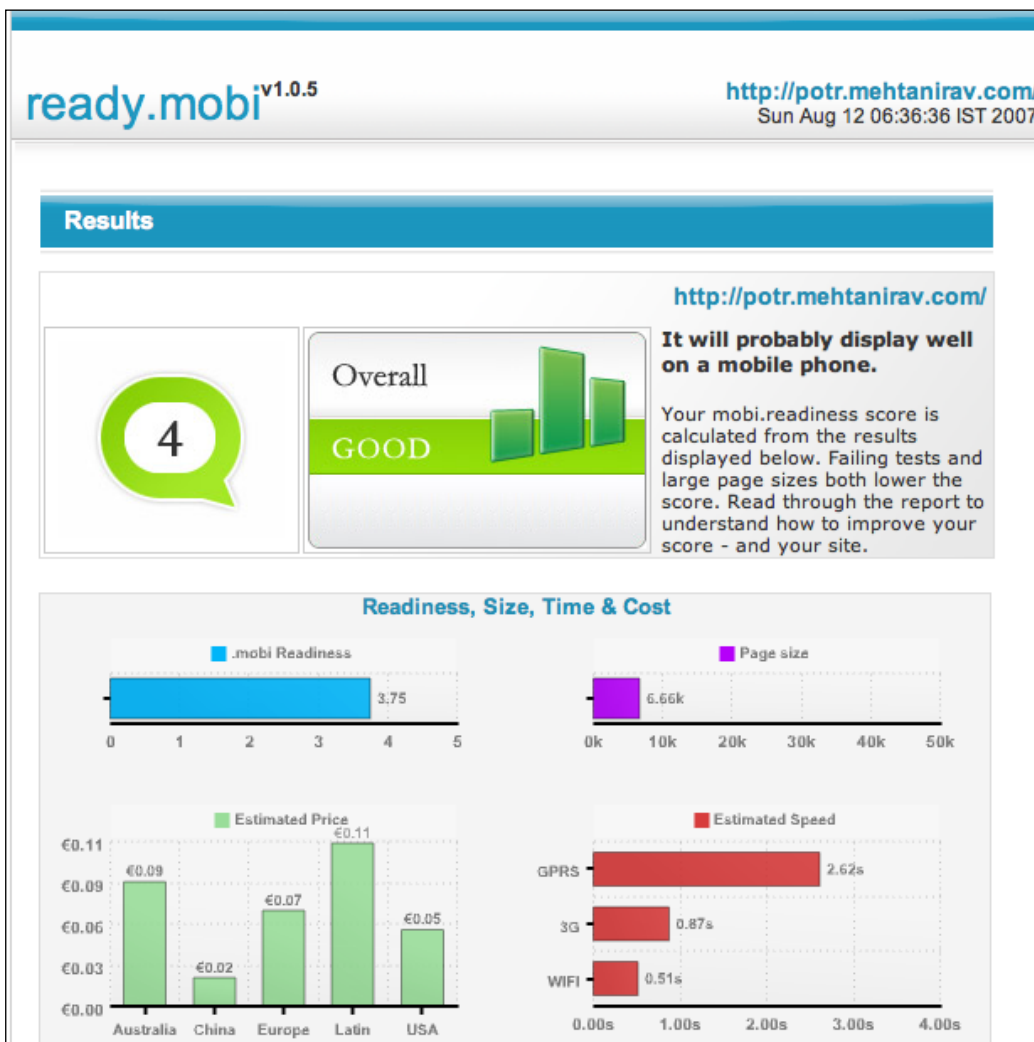 ready.mobi v1.0.5
http://potr.mehtanirav.com/
Sun Aug 12 06:36:36 IST 2007
Results
http://potr.mehtanirav.com/
4
Overall
GOOD
It will probably display well
on a mobile phone.
Your mobi.readiness score is
calculated from the results
displayed below. Failing tests and
large page sizes both lower the
score. Read through the report to
understand how to improve your
score - and your site.
Readiness, Size, Time & Cost
.mobi Readiness
3.75
0 1 2 3 4 5
Page size
6.66k
0k 10k 20k 30k 40k 50k
Estimated Price
€0.11
€0.09
€0.06
€0.03
€0.00
€0.09
€0.02
€0.07
€0.11
€0.05
Australia China Europe Latin USA
Estimated Speed
GPRS 2.62s
3G 0.87s
WIFI 0.51s
0.00s 1.00s 2.00s 3.00s 4.00s